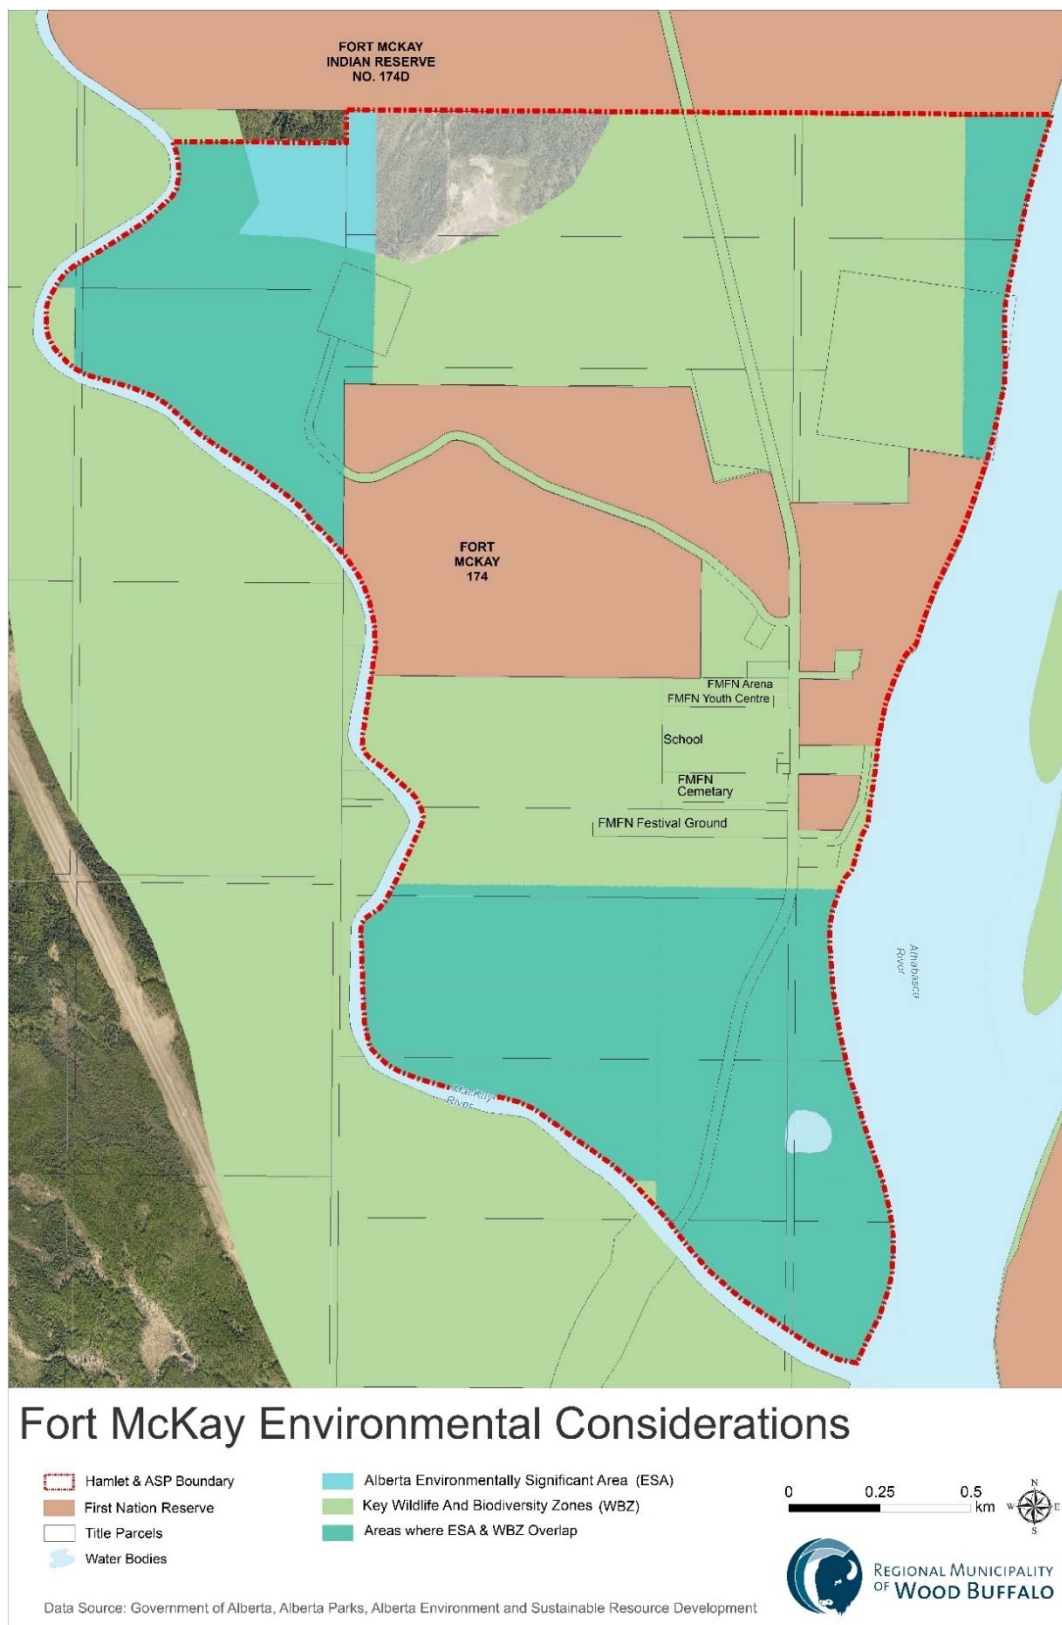 FORT MCKAY
INDIAN RESERVE
NO. 174D
FORT
MCKAY
174
FMFN Arena
FMFN Youth Centre
School
FMFN
Cemetary
FMFN Festival Ground
Athabasca
River
MacKay
River
Fort McKay Environmental Considerations
Hamlet & ASP Boundary
First Nation Reserve
Title Parcels
Water Bodies
Alberta Environmentally Significant Area (ESA)
Key Wildlife And Biodiversity Zones (WBZ)
Areas where ESA & WBZ Overlap
0 0.25 0.5
km
N
W E
S
REGIONAL MUNICIPALITY
OF WOOD BUFFALO
Data Source: Government of Alberta, Alberta Parks, Alberta Environment and Sustainable Resource Development